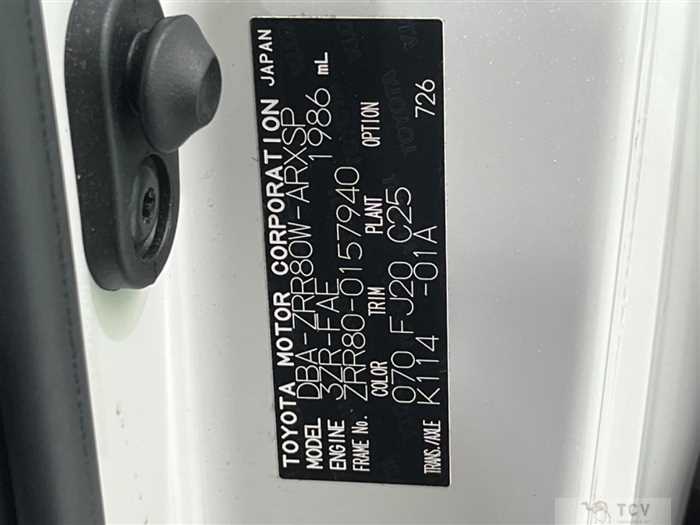 TOYOTA MOTOR CORPORATION JAPAN
MODEL DBA-ZRR80W-ARXSP
ENGINE 3ZR-FAE 1986 mL
FRAME No. ZRR80-0157940
COLOR TRIM PLANT OPTION
070 FJ20 C25 726
TRANS./AXLE K114 -01A
TCV